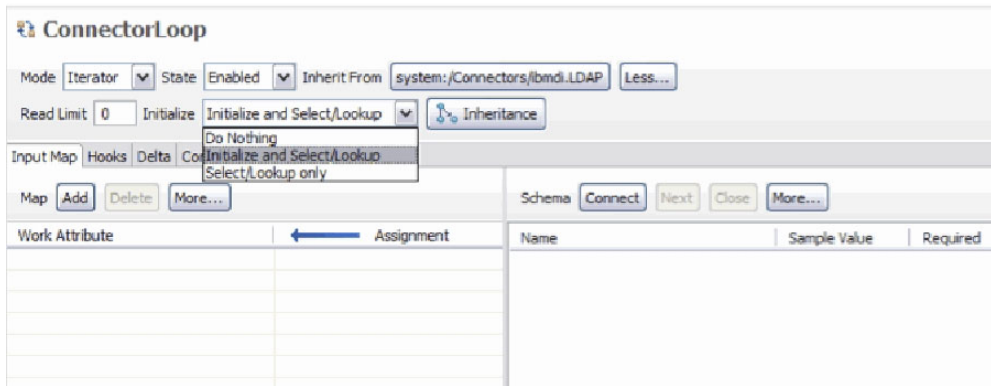 ConnectorLoop
Mode Iterator State Enabled Inherit From system:/Connectors/ibmdi.LDAP Less...
Read Limit 0 Initialize Initialize and Select/Lookup Inheritance
Do Nothing
Initialize and Select/Lookup
Select/Lookup only
Input Map Hooks Delta Co
Map Add Delete More...
Schema Connect Next Close More...
Work Attribute Assignment
Name Sample Value Required